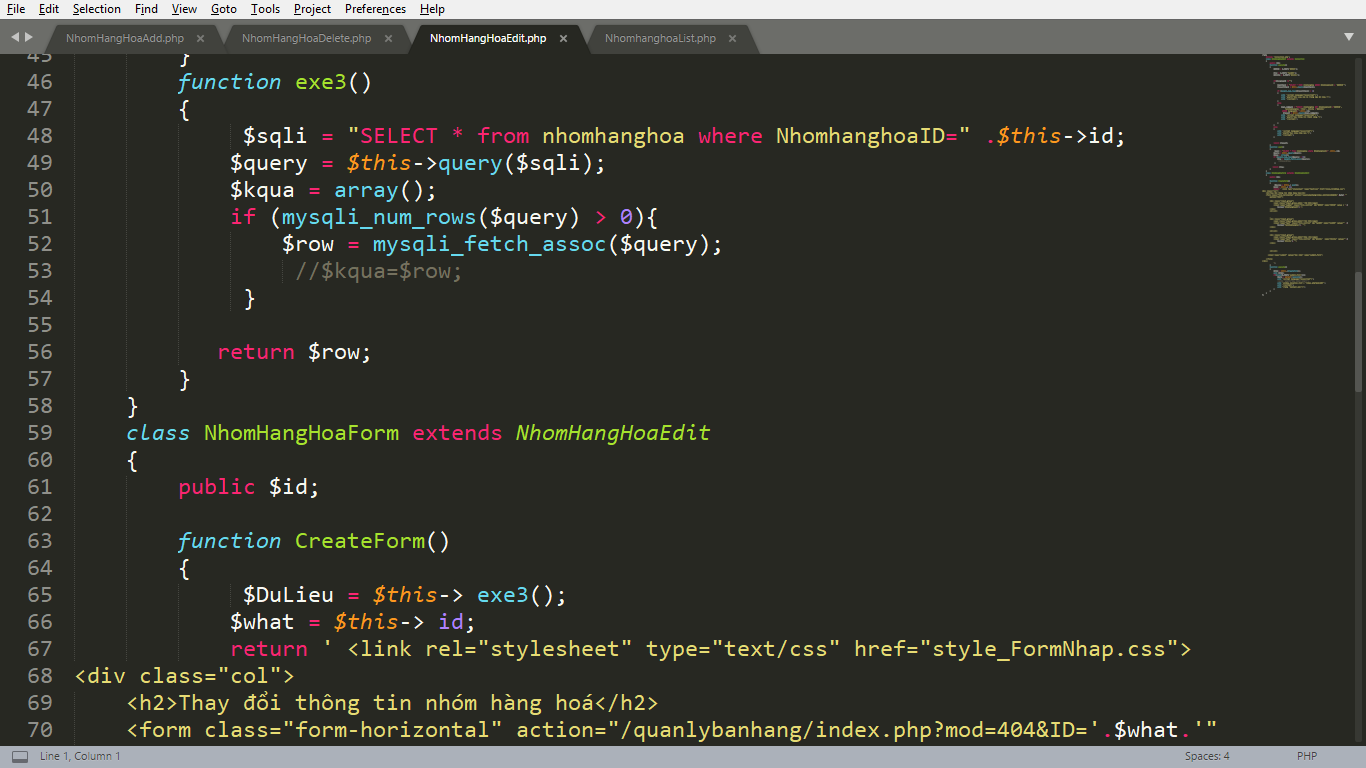 File Edit Selection Find View Goto Tools Project Preferences Help
NhomHangHoaAdd.php × NhomHangHoaDelete.php × NhomHangHoaEdit.php × NhomhanghoaList.php ×
45 }
46 function exe3()
47 {
48 $sqli = "SELECT * from nhomhanghoa where NhomhanghoaID=" .$this->id;
49 $query = $this->query($sqli);
50 $kqua = array();
51 if (mysqli_num_rows($query) > 0){
52 $row = mysqli_fetch_assoc($query);
53 //$kqua=$row;
54 }
55
56 return $row;
57 }
58 }
59 class NhomHangHoaForm extends NhomHangHoaEdit
60 {
61 public $id;
62
63 function CreateForm()
64 {
65 $DuLieu = $this-> exe3();
66 $what = $this-> id;
67 return ' <link rel="stylesheet" type="text/css" href="style_FormNhap.css">
68 <div class="col">
69 <h2>Thay đổi thông tin nhóm hàng hoá</h2>
70 <form class="form-horizontal" action="/quanlybanhang/index.php?mod=404&ID='.$what.'"
Line 1, Column 1 Spaces: 4 PHP